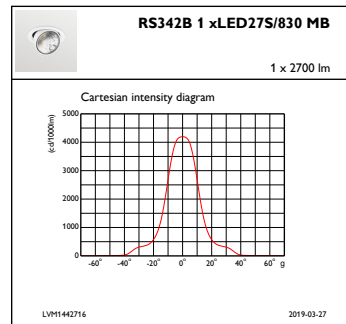 RS342B 1 xLED27S/830 MB
1 x 2700 lm
Cartesian intensity diagram
(cd/1000lm)
5000
4000
3000
2000
1000
0
-60° -40° -20° 0° 20° 40° 60° g
LVM1442716 2019-03-27